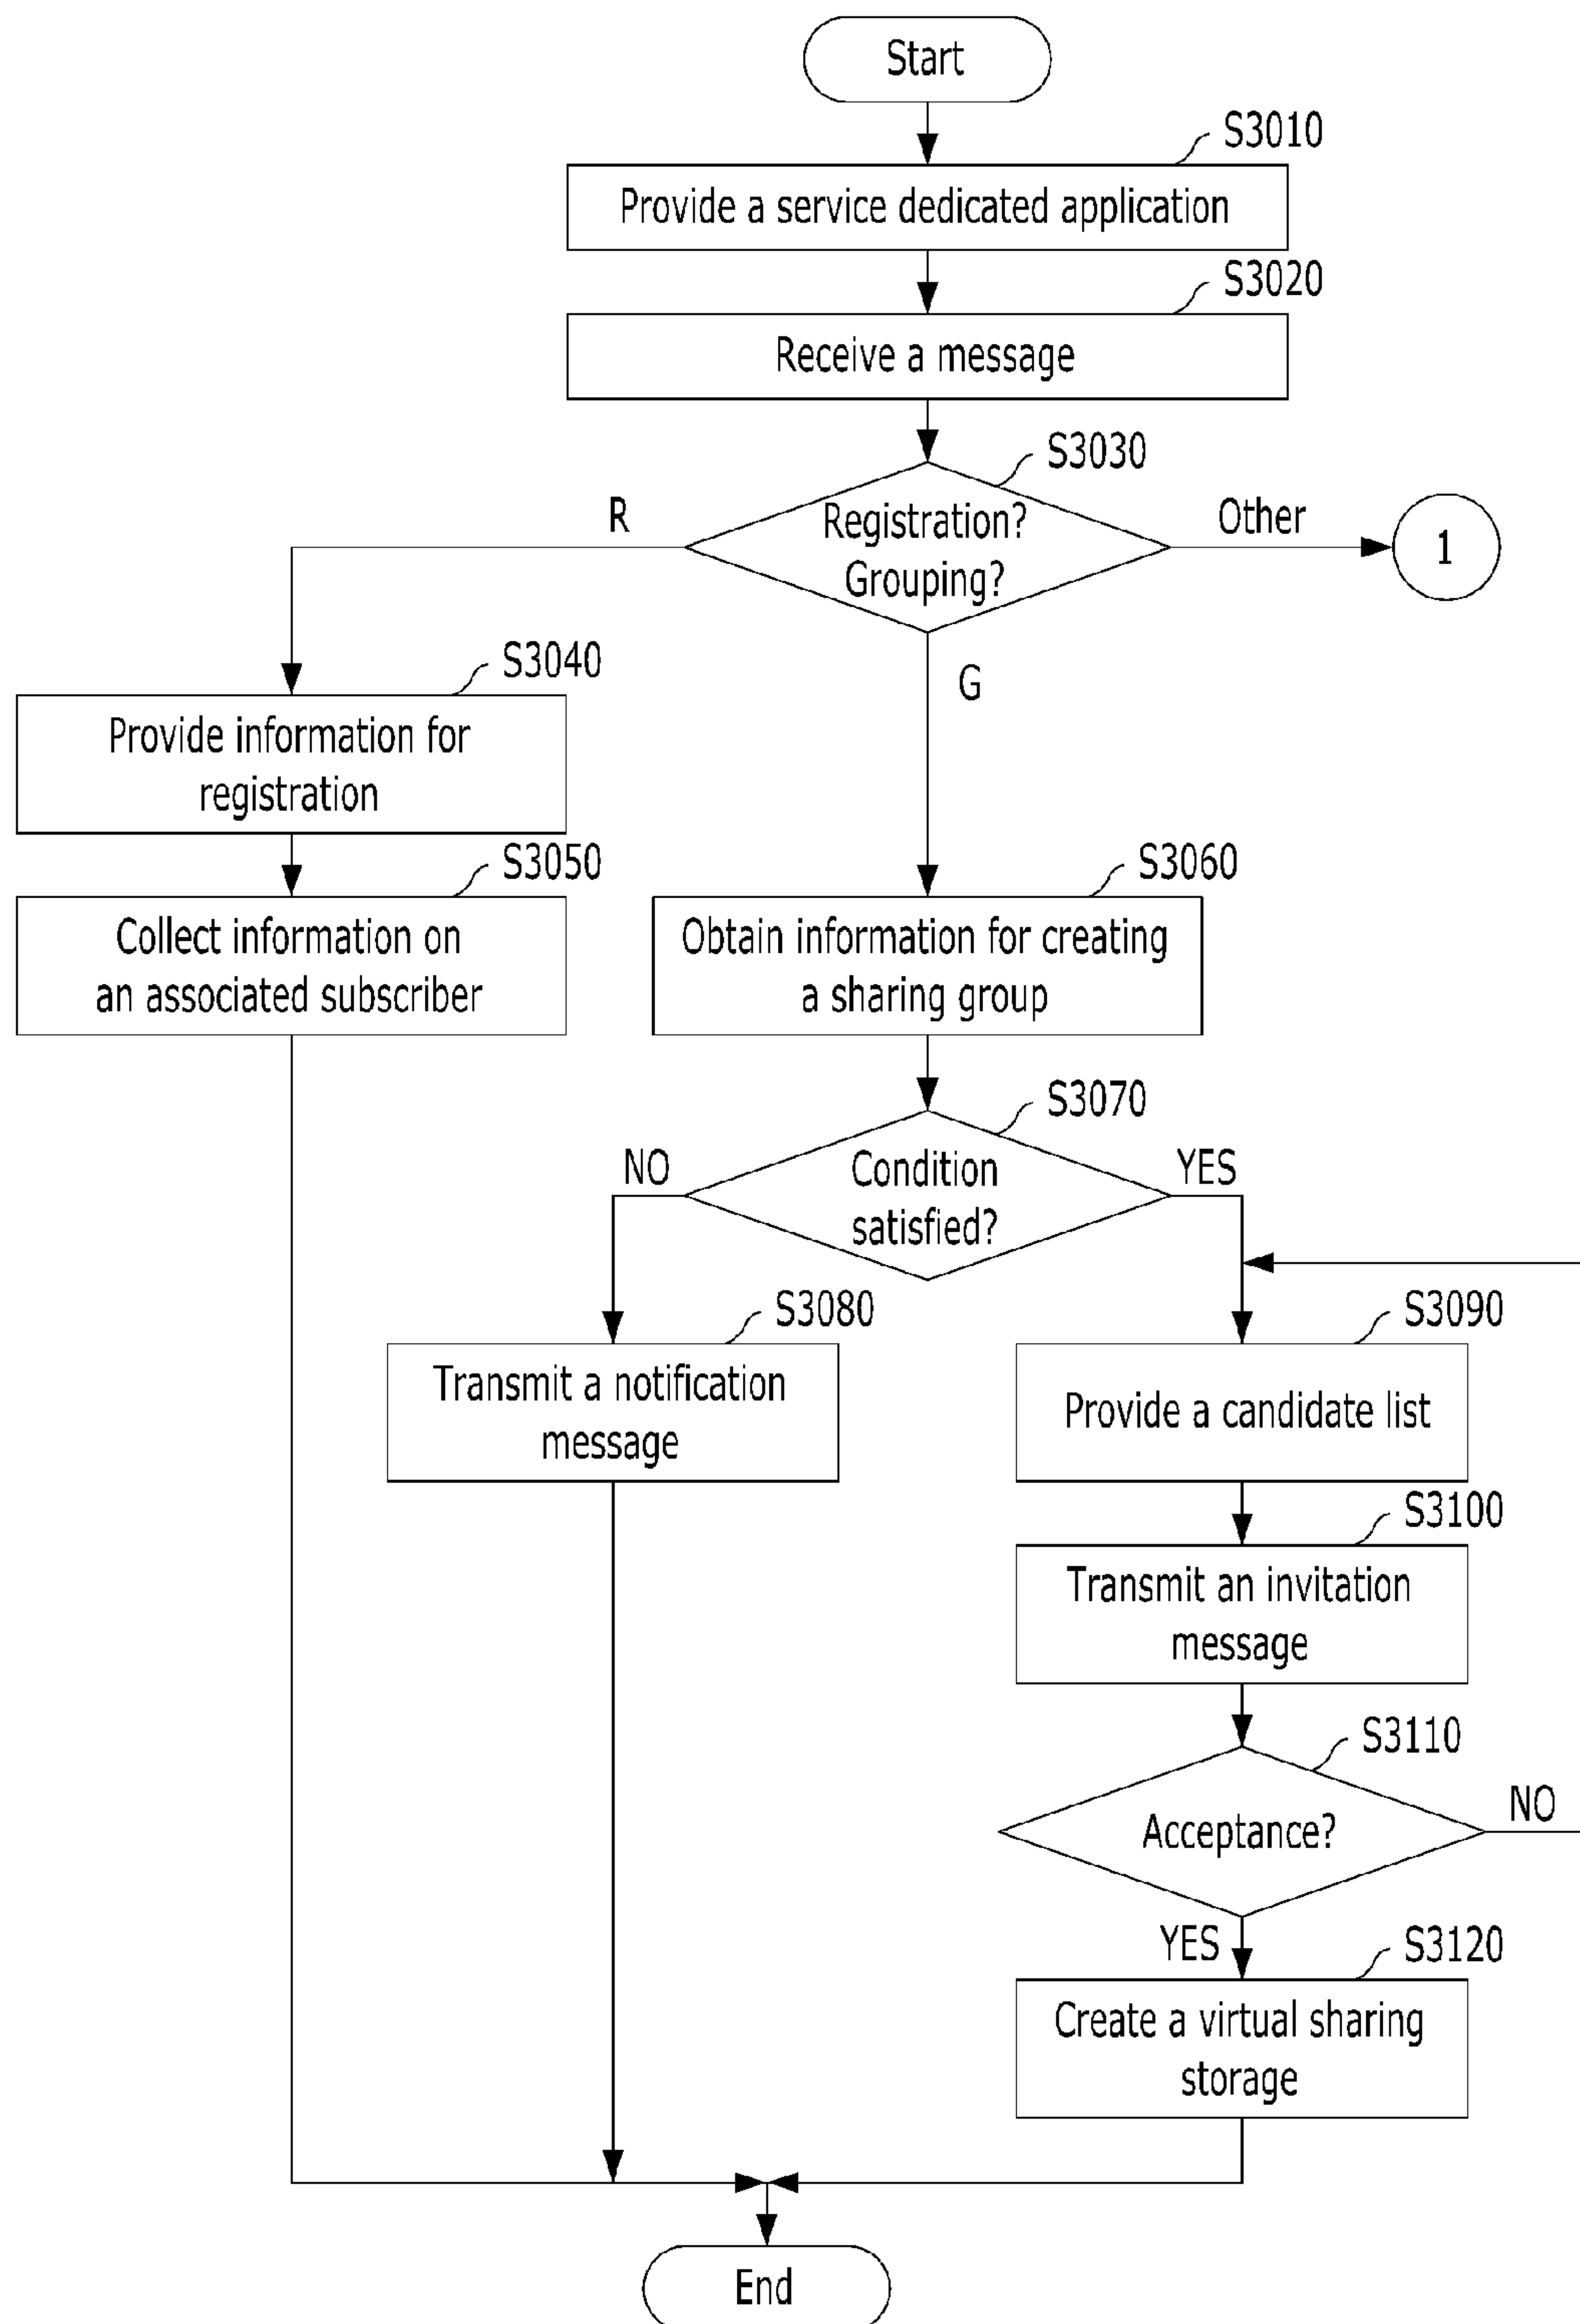 Start
S3010
Provide a service dedicated application
S3020
Receive a message
S3030
Registration?
Grouping?
R
Other
1
G
S3040
Provide information for
registration
S3050
Collect information on
an associated subscriber
S3060
Obtain information for creating
a sharing group
S3070
Condition
satisfied?
NO
YES
S3080
Transmit a notification
message
S3090
Provide a candidate list
S3100
Transmit an invitation
message
S3110
Acceptance?
NO
YES
S3120
Create a virtual sharing
storage
End